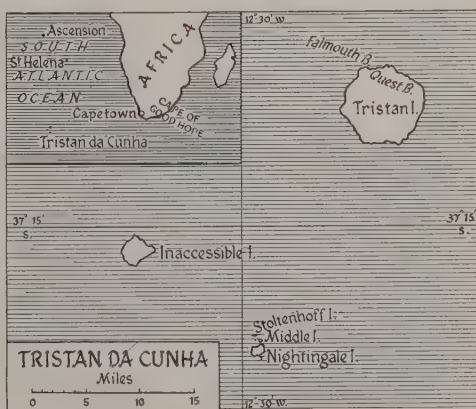 Ascension
SOUTH
St Helena
ATLANTIC
OCEAN
AFRICA
Capetown
CAPE OF
GOOD HOPE
Tristan da Cunha
12° 30' W.
Falmouth B.
Quest B.
Tristan I.
37° 15'
S.
37° 15'
S.
Inaccessible I.
Stoltenhoff I.
Middle I.
Nightingale I.
TRISTAN DA CUNHA
Miles
0 5 10 15
12° 30' W.